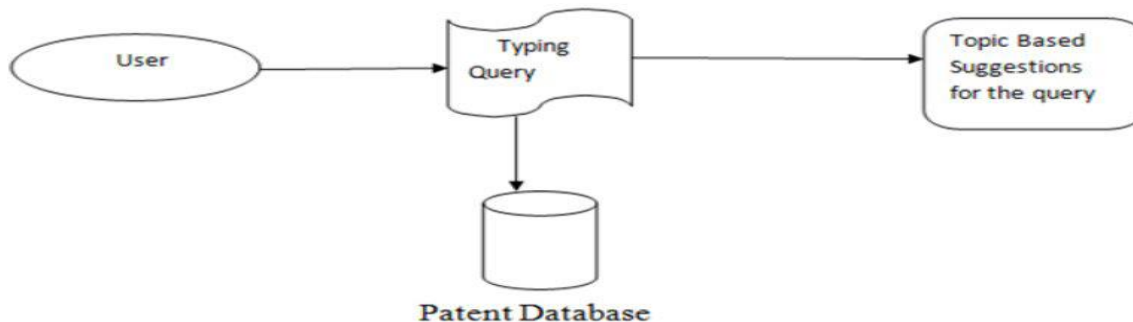 User
Typing
Query
Topic Based
Suggestions
for the query
Patent Database